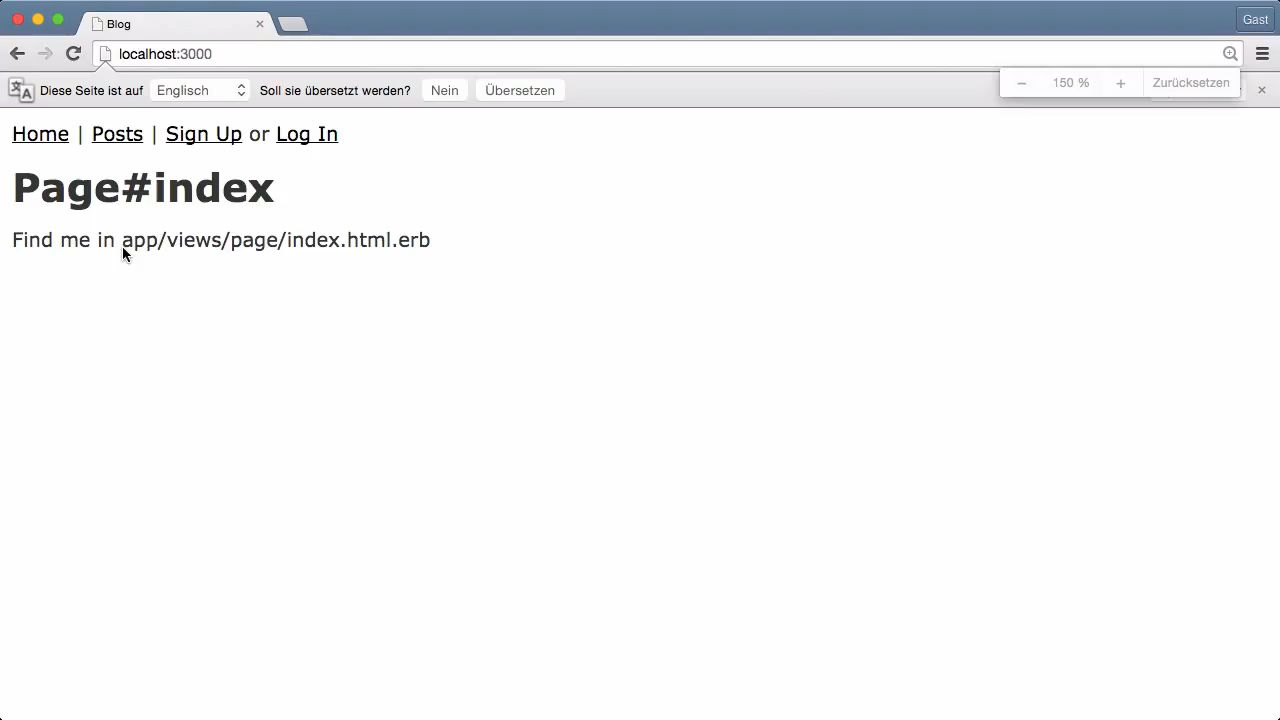 Blog
Gast
localhost:3000
Diese Seite ist auf Englisch Soll sie übersetzt werden? Nein Übersetzen
150 % Zurücksetzen
Home | Posts | Sign Up or Log In
Page#index
Find me in app/views/page/index.html.erb